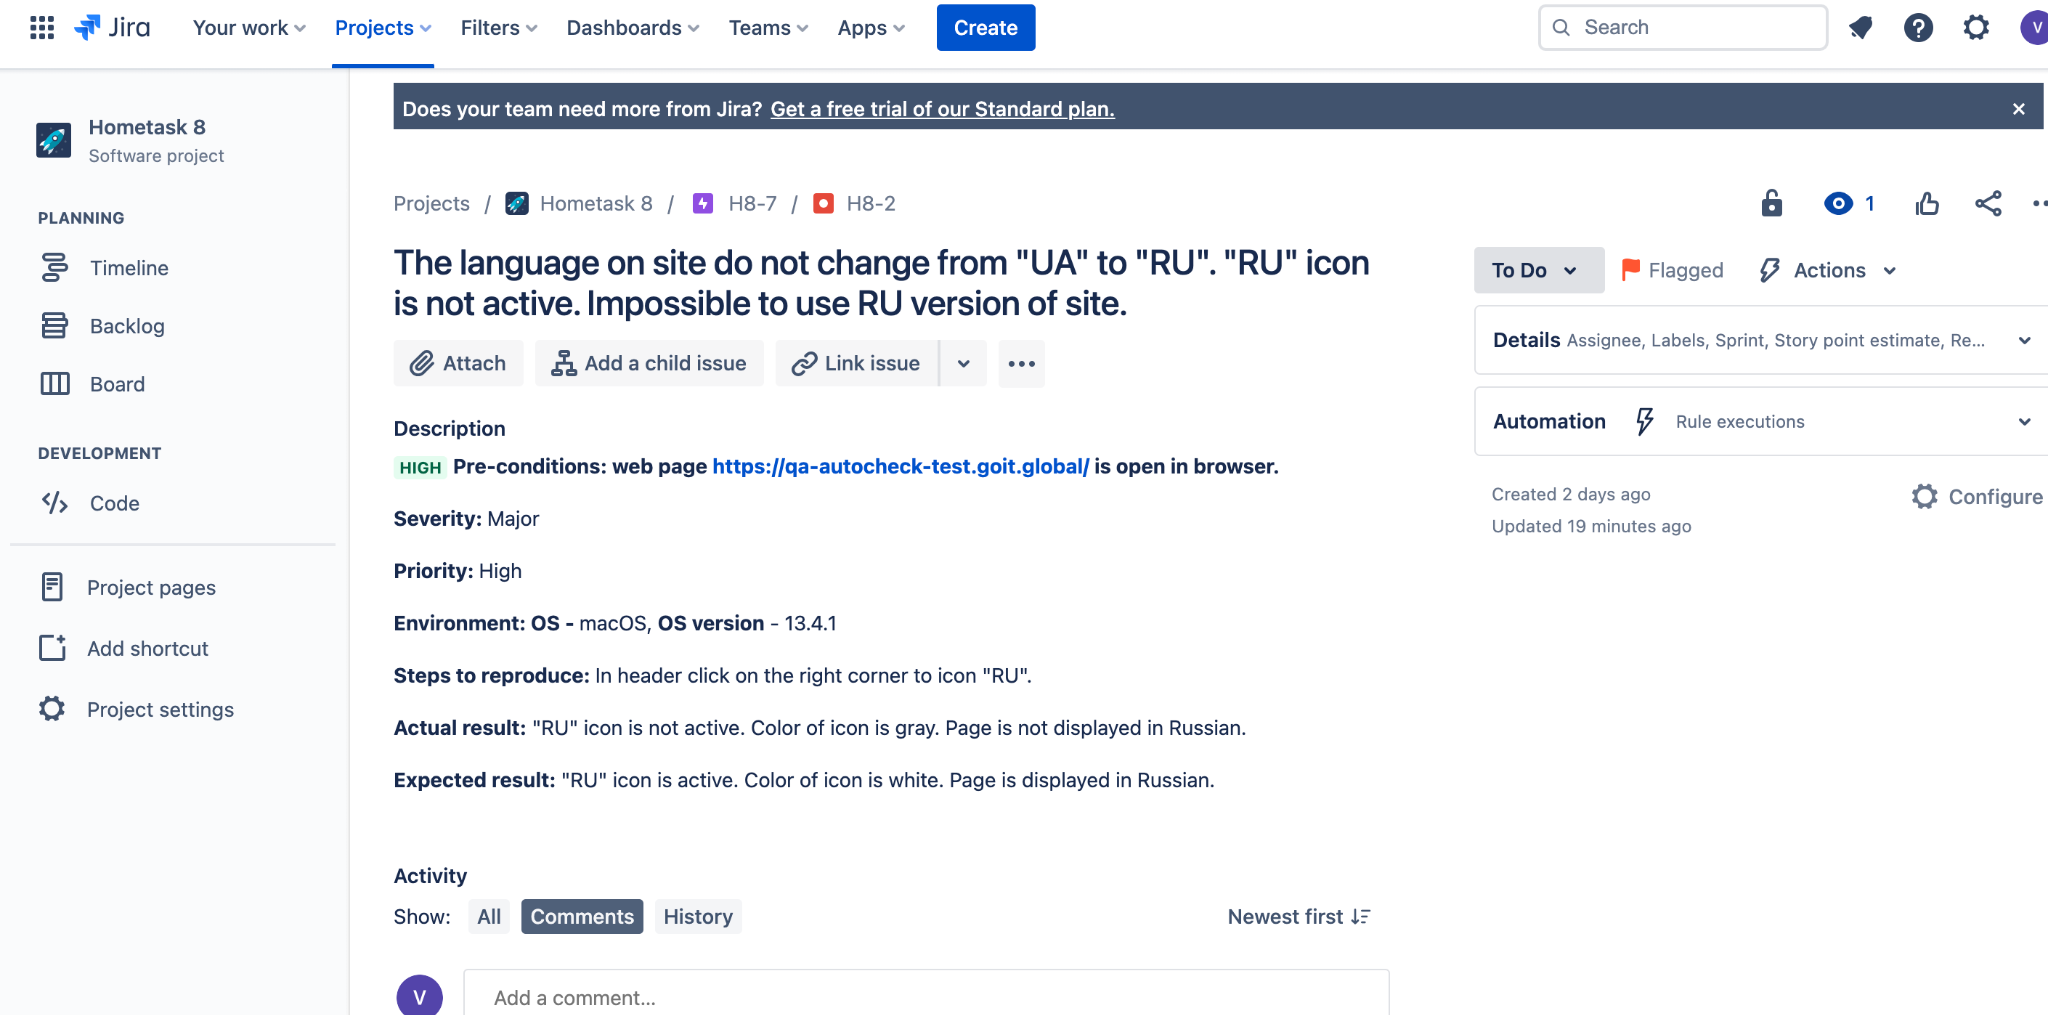 Jira Your work Projects Filters Dashboards Teams Apps Create Search V
Does your team need more from Jira? Get a free trial of our Standard plan.
Hometask 8
Software project
PLANNING
Timeline
Backlog
Board
DEVELOPMENT
Code
Project pages
Add shortcut
Project settings
Projects / Hometask 8 / H8-7 / H8-2
1
The language on site do not change from "UA" to "RU". "RU" icon
is not active. Impossible to use RU version of site.
Attach Add a child issue Link issue
Description
HIGH Pre-conditions: web page https://qa-autocheck-test.goit.global/ is open in browser.
Severity: Major
Priority: High
Environment: OS - macOS, OS version - 13.4.1
Steps to reproduce: In header click on the right corner to icon "RU".
Actual result: "RU" icon is not active. Color of icon is gray. Page is not displayed in Russian.
Expected result: "RU" icon is active. Color of icon is white. Page is displayed in Russian.
Activity
Show: All Comments History Newest first
V Add a comment...
To Do Flagged Actions
Details Assignee, Labels, Sprint, Story point estimate, Re...
Automation Rule executions
Created 2 days ago
Updated 19 minutes ago
Configure